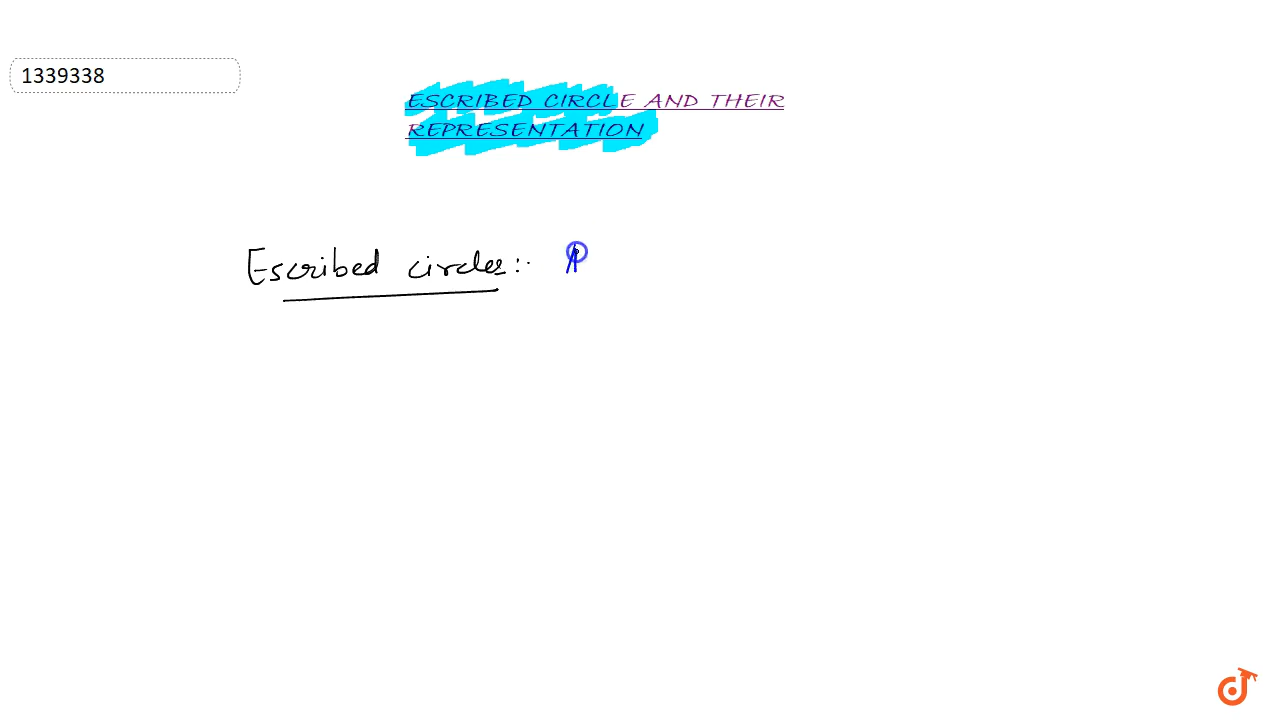 1339338
ESCRIBED CIRCLE AND THEIR
REPRESENTATION
Escribed circles:- A